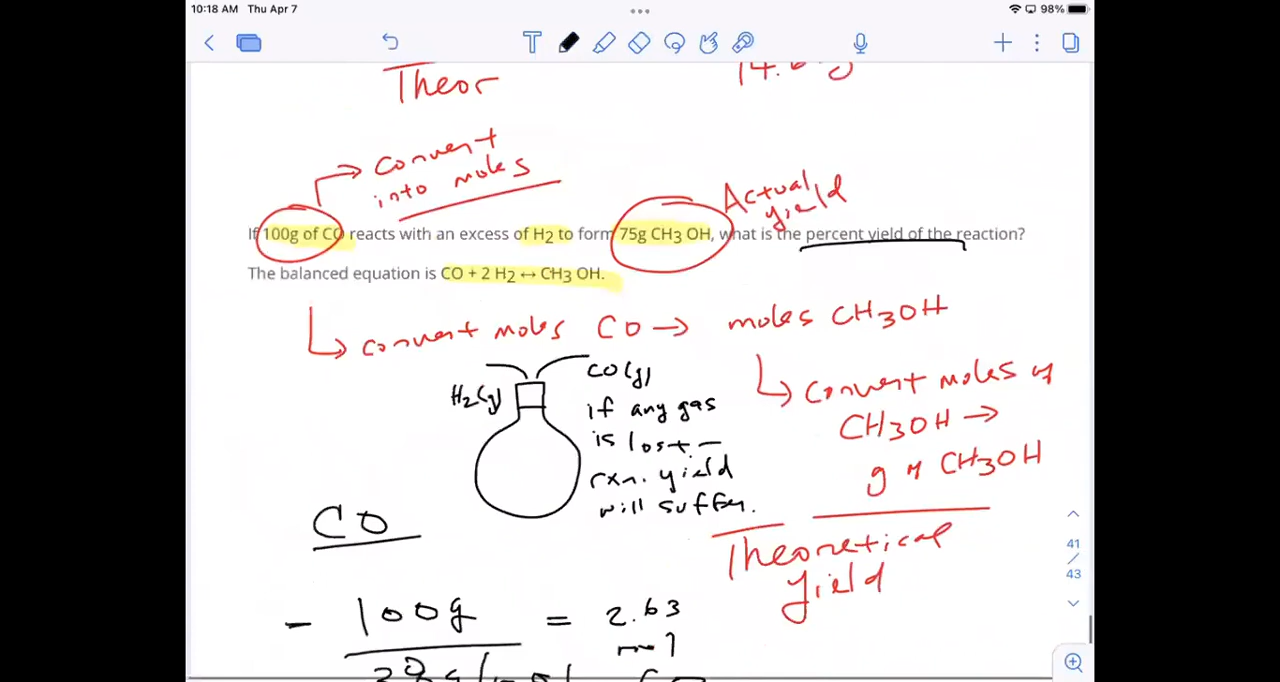 10:18 AM Thu Apr 7
98%
Theor
convert
into moles
Actual
yield
If 100g of CO reacts with an excess of H2 to form 75g CH3 OH, what is the percent yield of the reaction?
The balanced equation is CO + 2 H2 ↔ CH3 OH.
convert moles CO → moles CH3OH
H2(g)
CO(g)
if any gas
is lost –
rxn. yield
will suffer.
convert moles of
CH3OH →
g of CH3OH
Theoretical
yield
CO
41
/
43
– 100g = 2.63
mol